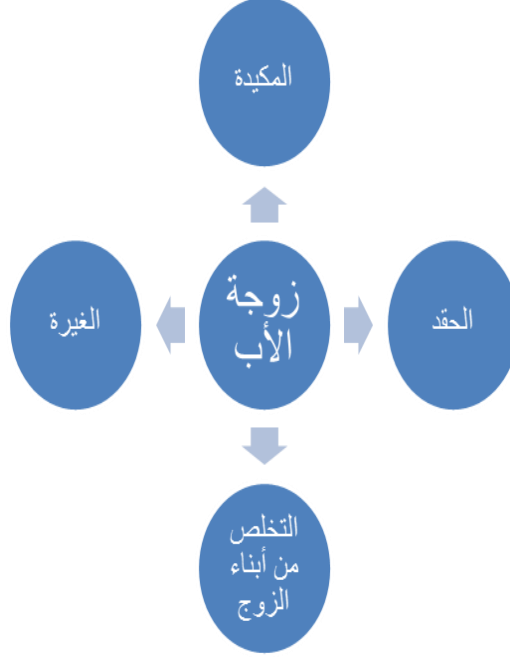 المكيدة
الغيرة
زوجة
الأب
الحقد
التخلص
من أبناء
الزوج